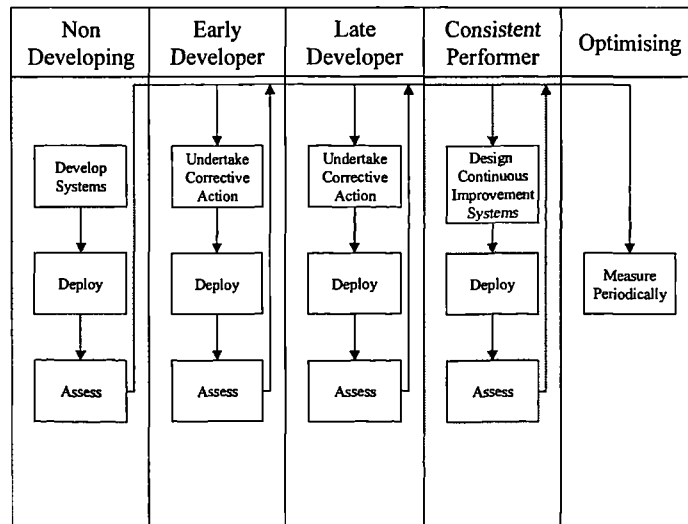 Non
Developing
Early
Developer
Late
Developer
Consistent
Performer
Optimising
Develop
Systems
Deploy
Assess
Undertake
Corrective
Action
Deploy
Assess
Undertake
Corrective
Action
Deploy
Assess
Design
Continuous
Improvement
Systems
Deploy
Assess
Measure
Periodically